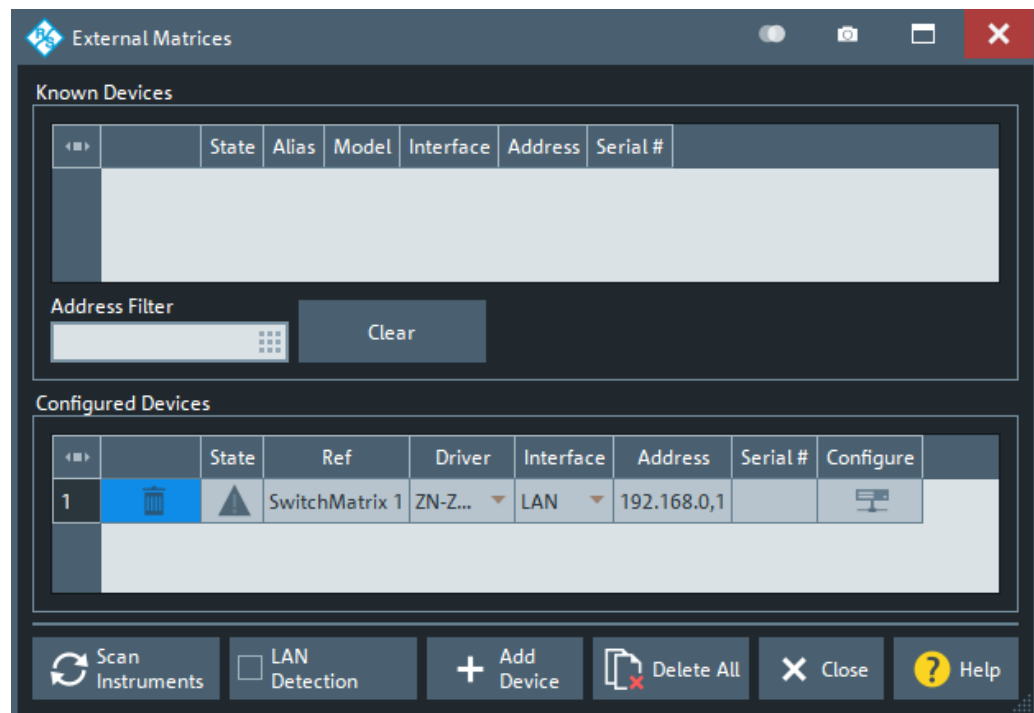 R&S External Matrices
Known Devices
State Alias Model Interface Address Serial #
Address Filter
Clear
Configured Devices
State Ref Driver Interface Address Serial # Configure
1 SwitchMatrix 1 ZN-Z... LAN 192.168.0,1
Scan Instruments
LAN Detection
Add Device
Delete All
Close
? Help